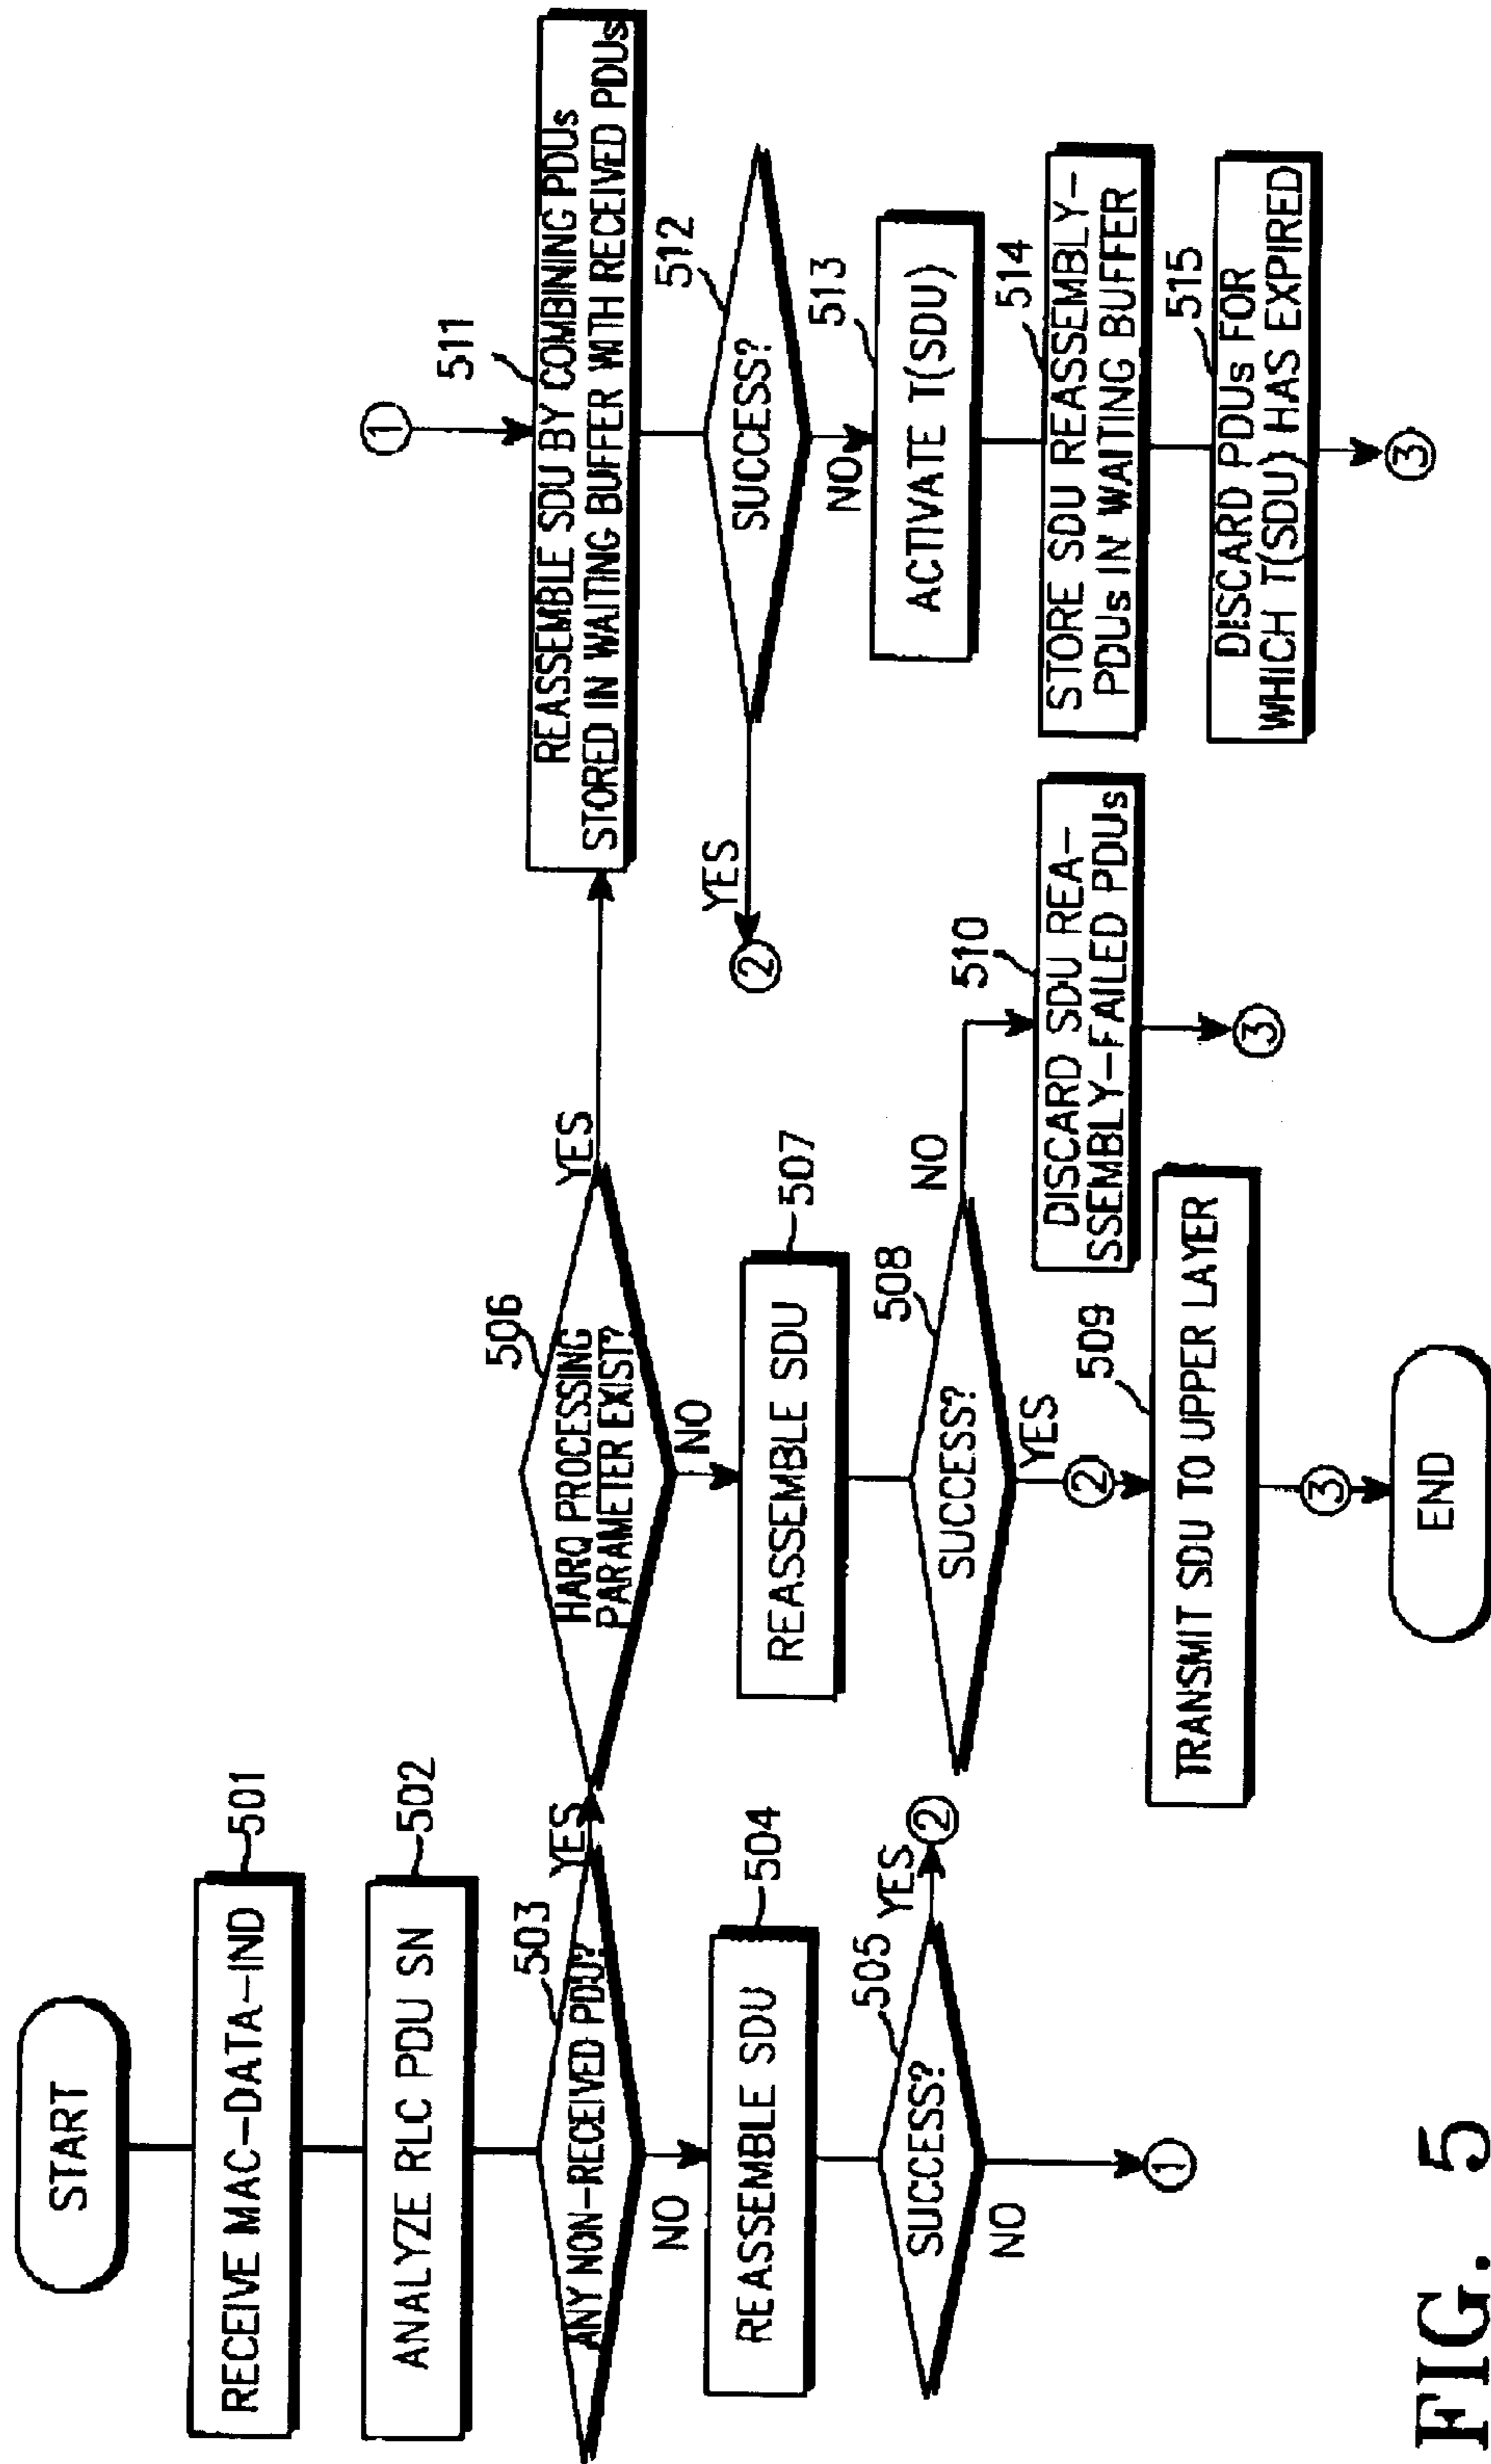 START
RECEIVE MAC-DATA-IND
501
ANALYZE RLC PDU SN
502
503
ANY NON-RECEIVED PDU?
YES
NO
REASSEMBLE SDU
504
505
SUCCESS?
YES
②
NO
①
506
HARQ PROCESSING
PARAMETER EXIST?
YES
NO
REASSEMBLE SDU
507
508
SUCCESS?
NO
YES
②
509
TRANSMIT SDU TO UPPER LAYER
③
END
510
DISCARD SDU REA-
SSEMBLY-FAILED PDUs
③
①
511
REASSEMBLE SDU BY COMBINING PDUs
STORED IN WAITING BUFFER WITH RECEIVED PDUs
512
SUCCESS?
YES
②
NO
513
ACTIVATE T(SDU)
514
STORE SDU REASSEMBLY-
PDUs IN WAITING BUFFER
515
DISCARD PDUs FOR
WHICH T(SDU) HAS EXPIRED
③
FIG. 5